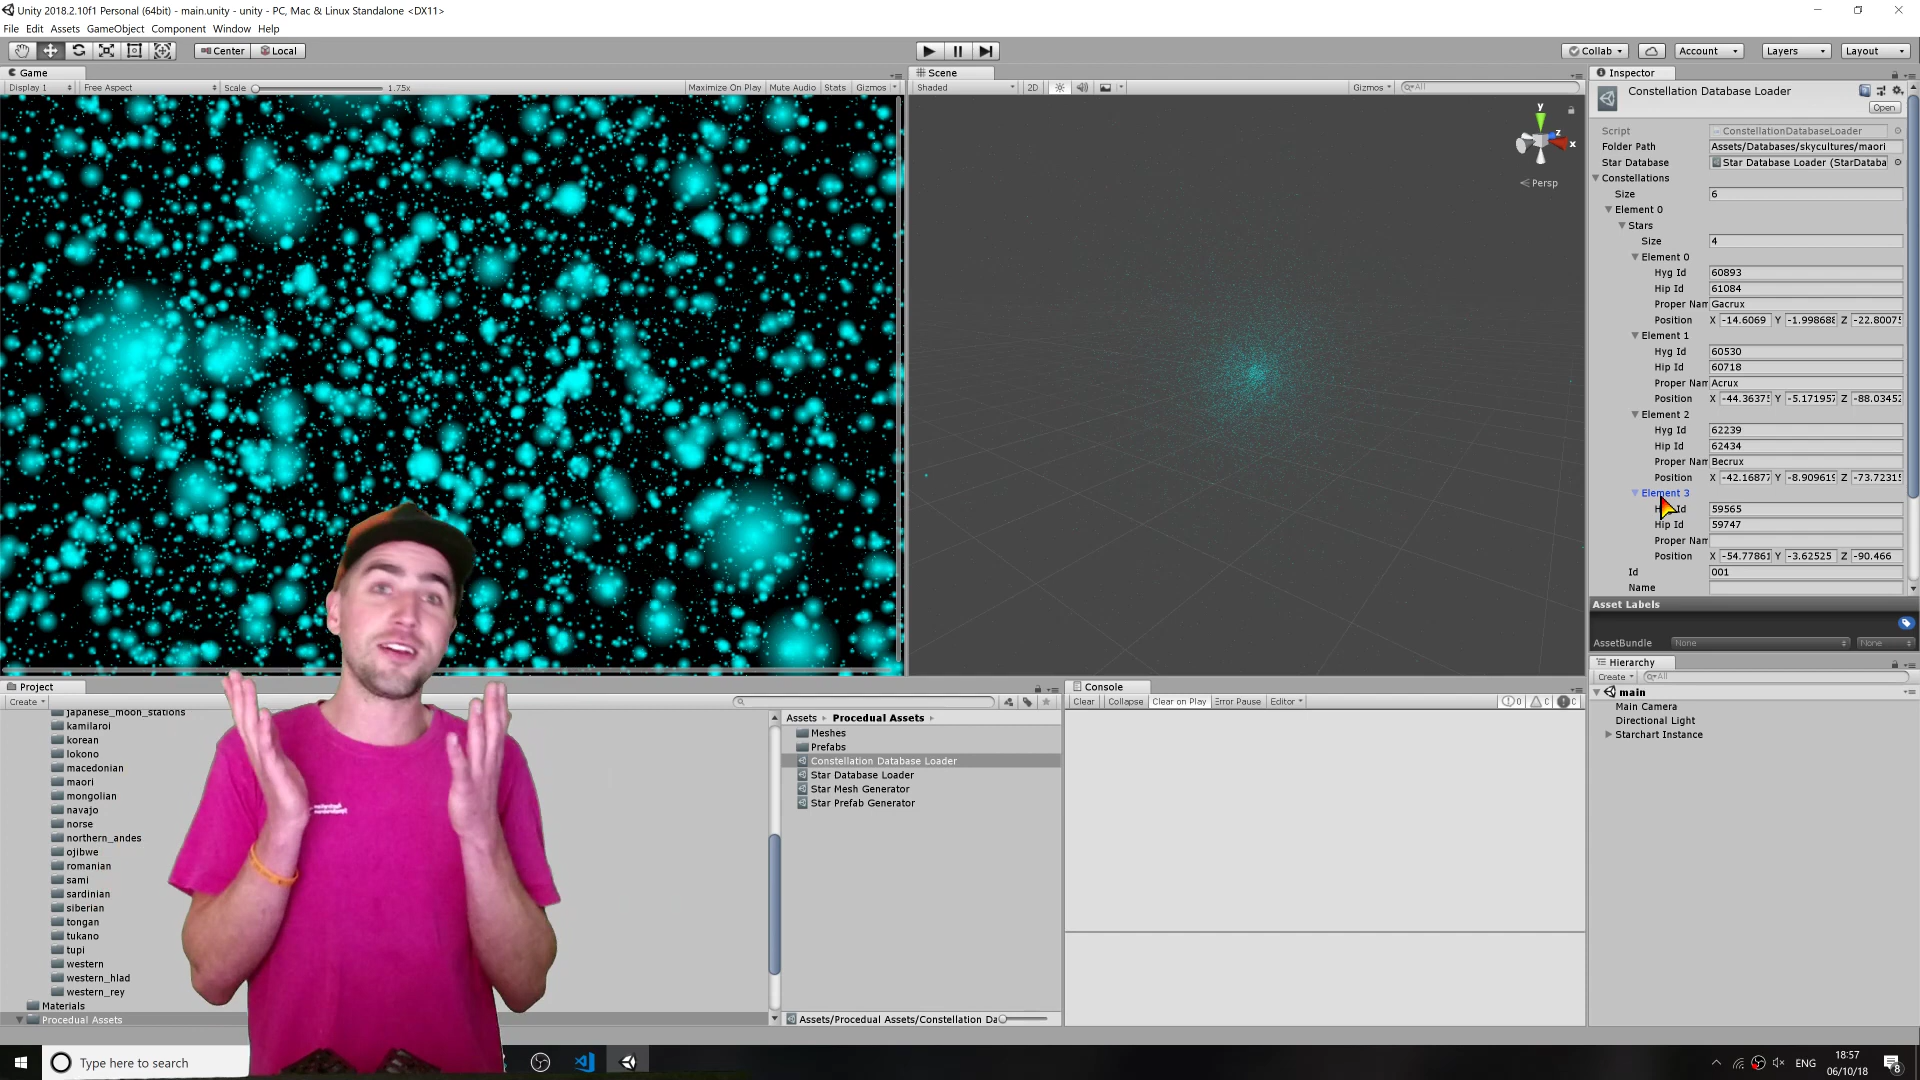 Unity 2018.2.10f1 Personal (64bit) - main.unity - unity - PC, Mac & Linux Standalone <DX11>
File Edit Assets GameObject Component Window Help
Center Local
Collab Account Layers Layout
Game
Display 1 Free Aspect Scale 1.75x Maximize On Play Mute Audio Stats Gizmos
Scene
Shaded 2D Gizmos All
y
z
x
Persp
Inspector
Constellation Database Loader
Open
Script ConstellationDatabaseLoader
Folder Path Assets/Databases/skycultures/maori
Star Database Star Database Loader (StarDataba
Constellations
Size 6
Element 0
Stars
Size 4
Element 0
Hyg Id 60893
Hip Id 61084
Proper Nam Gacrux
Position X -14.6069 Y -1.998688 Z -22.8007
Element 1
Hyg Id 60530
Hip Id 60718
Proper Nam Acrux
Position X -44.3637 Y -5.171957 Z -88.03452
Element 2
Hyg Id 62239
Hip Id 62434
Proper Nam Becrux
Position X -42.1687 Y -8.909619 Z -73.7231
Element 3
Id 59565
Hip Id 59747
Proper Nam
Position X -54.77861 Y -3.62525 Z -90.466
Id 001
Name
Asset Labels
AssetBundle None None
Hierarchy
Create All
main
Main Camera
Directional Light
Starchart Instance
Project
Create
japanese_moon_stations
kamilaroi
korean
lokono
macedonian
maori
mongolian
navajo
norse
northern_andes
ojibwe
romanian
sami
sardinian
siberian
tongan
tukano
tupi
western
western_hlad
western_rey
Materials
Procedual Assets
Assets Procedual Assets
Meshes
Prefabs
Constellation Database Loader
Star Database Loader
Star Mesh Generator
Star Prefab Generator
Assets/Procedual Assets/Constellation Da
Console
Clear Collapse Clear on Play Error Pause Editor 0 0 0
Type here to search
ENG
18:57
06/10/18
8